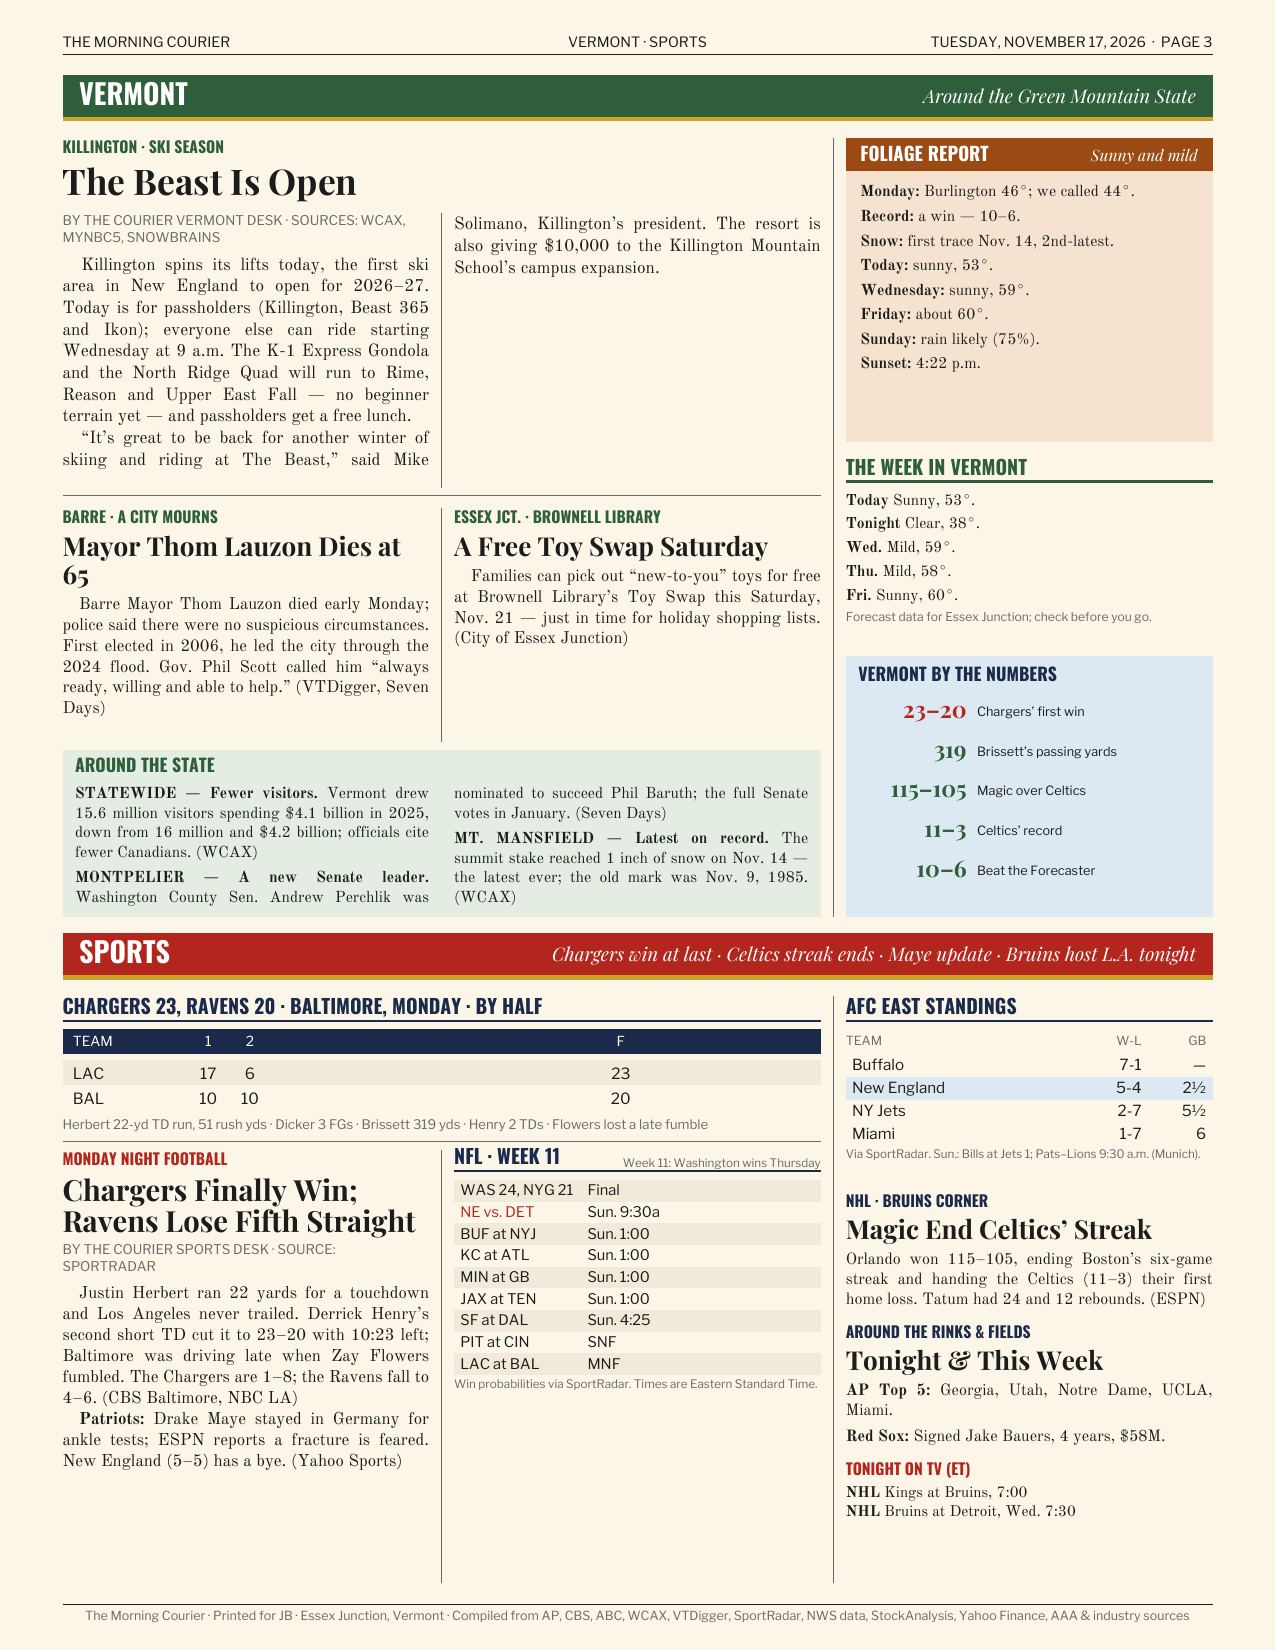 THE MORNING COURIER
VERMONT · SPORTS
TUESDAY, NOVEMBER 17, 2026 · PAGE 3
VERMONT
Around the Green Mountain State
KILLINGTON · SKI SEASON
The Beast Is Open
BY THE COURIER VERMONT DESK · SOURCES: WCAX,
MYNBC5, SNOWBRAINS
Killington spins its lifts today, the first ski
area in New England to open for 2026–27.
Today is for passholders (Killington, Beast 365
and Ikon); everyone else can ride starting
Wednesday at 9 a.m. The K-1 Express Gondola
and the North Ridge Quad will run to Rime,
Reason and Upper East Fall — no beginner
terrain yet — and passholders get a free lunch.
“It’s great to be back for another winter of
skiing and riding at The Beast,” said Mike
Solimano, Killington’s president. The resort is
also giving $10,000 to the Killington Mountain
School’s campus expansion.
BARRE · A CITY MOURNS
Mayor Thom Lauzon Dies at
65
Barre Mayor Thom Lauzon died early Monday;
police said there were no suspicious circumstances.
First elected in 2006, he led the city through the
2024 flood. Gov. Phil Scott called him “always
ready, willing and able to help.” (VTDigger, Seven
Days)
ESSEX JCT. · BROWNELL LIBRARY
A Free Toy Swap Saturday
Families can pick out “new-to-you” toys for free
at Brownell Library’s Toy Swap this Saturday,
Nov. 21 — just in time for holiday shopping lists.
(City of Essex Junction)
AROUND THE STATE
STATEWIDE — Fewer visitors. Vermont drew
15.6 million visitors spending $4.1 billion in 2025,
down from 16 million and $4.2 billion; officials cite
fewer Canadians. (WCAX)
MONTPELIER — A new Senate leader.
Washington County Sen. Andrew Perchlik was
nominated to succeed Phil Baruth; the full Senate
votes in January. (Seven Days)
MT. MANSFIELD — Latest on record. The
summit stake reached 1 inch of snow on Nov. 14 —
the latest ever; the old mark was Nov. 9, 1985.
(WCAX)
FOLIAGE REPORT
Sunny and mild
Monday: Burlington 46°; we called 44°.
Record: a win — 10–6.
Snow: first trace Nov. 14, 2nd-latest.
Today: sunny, 53°.
Wednesday: sunny, 59°.
Friday: about 60°.
Sunday: rain likely (75%).
Sunset: 4:22 p.m.
THE WEEK IN VERMONT
Today Sunny, 53°.
Tonight Clear, 38°.
Wed. Mild, 59°.
Thu. Mild, 58°.
Fri. Sunny, 60°.
Forecast data for Essex Junction; check before you go.
VERMONT BY THE NUMBERS
23–20 Chargers’ first win
319 Brissett’s passing yards
115–105 Magic over Celtics
11–3 Celtics’ record
10–6 Beat the Forecaster
SPORTS
Chargers win at last · Celtics streak ends · Maye update · Bruins host L.A. tonight
CHARGERS 23, RAVENS 20 · BALTIMORE, MONDAY · BY HALF
TEAM 1 2 F
LAC 17 6 23
BAL 10 10 20
Herbert 22-yd TD run, 51 rush yds · Dicker 3 FGs · Brissett 319 yds · Henry 2 TDs · Flowers lost a late fumble
MONDAY NIGHT FOOTBALL
Chargers Finally Win;
Ravens Lose Fifth Straight
BY THE COURIER SPORTS DESK · SOURCE:
SPORTRADAR
Justin Herbert ran 22 yards for a touchdown
and Los Angeles never trailed. Derrick Henry’s
second short TD cut it to 23–20 with 10:23 left;
Baltimore was driving late when Zay Flowers
fumbled. The Chargers are 1–8; the Ravens fall to
4–6. (CBS Baltimore, NBC LA)
Patriots: Drake Maye stayed in Germany for
ankle tests; ESPN reports a fracture is feared.
New England (5–5) has a bye. (Yahoo Sports)
NFL · WEEK 11
Week 11: Washington wins Thursday
WAS 24, NYG 21 Final
NE vs. DET Sun. 9:30a
BUF at NYJ Sun. 1:00
KC at ATL Sun. 1:00
MIN at GB Sun. 1:00
JAX at TEN Sun. 1:00
SF at DAL Sun. 4:25
PIT at CIN SNF
LAC at BAL MNF
Win probabilities via SportRadar. Times are Eastern Standard Time.
AFC EAST STANDINGS
TEAM W-L GB
Buffalo 7-1 —
New England 5-4 2½
NY Jets 2-7 5½
Miami 1-7 6
Via SportRadar. Sun.: Bills at Jets 1; Pats–Lions 9:30 a.m. (Munich).
NHL · BRUINS CORNER
Magic End Celtics’ Streak
Orlando won 115–105, ending Boston’s six-game
streak and handing the Celtics (11–3) their first
home loss. Tatum had 24 and 12 rebounds. (ESPN)
AROUND THE RINKS & FIELDS
Tonight & This Week
AP Top 5: Georgia, Utah, Notre Dame, UCLA,
Miami.
Red Sox: Signed Jake Bauers, 4 years, $58M.
TONIGHT ON TV (ET)
NHL Kings at Bruins, 7:00
NHL Bruins at Detroit, Wed. 7:30
The Morning Courier · Printed for JB · Essex Junction, Vermont · Compiled from AP, CBS, ABC, WCAX, VTDigger, SportRadar, NWS data, StockAnalysis, Yahoo Finance, AAA & industry sources